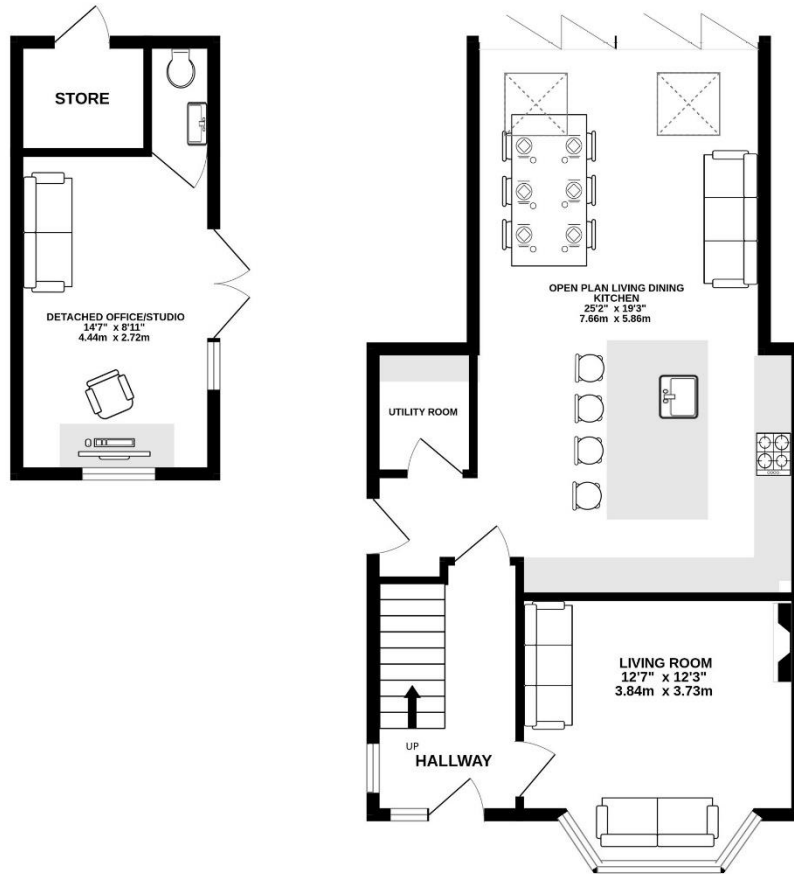 STORE
DETACHED OFFICE/STUDIO
14'7" x 8'11"
4.44m x 2.72m
OPEN PLAN LIVING DINING
KITCHEN
25'2" x 19'3"
7.66m x 5.86m
UTILITY ROOM
UP
HALLWAY
LIVING ROOM
12'7" x 12'3"
3.84m x 3.73m